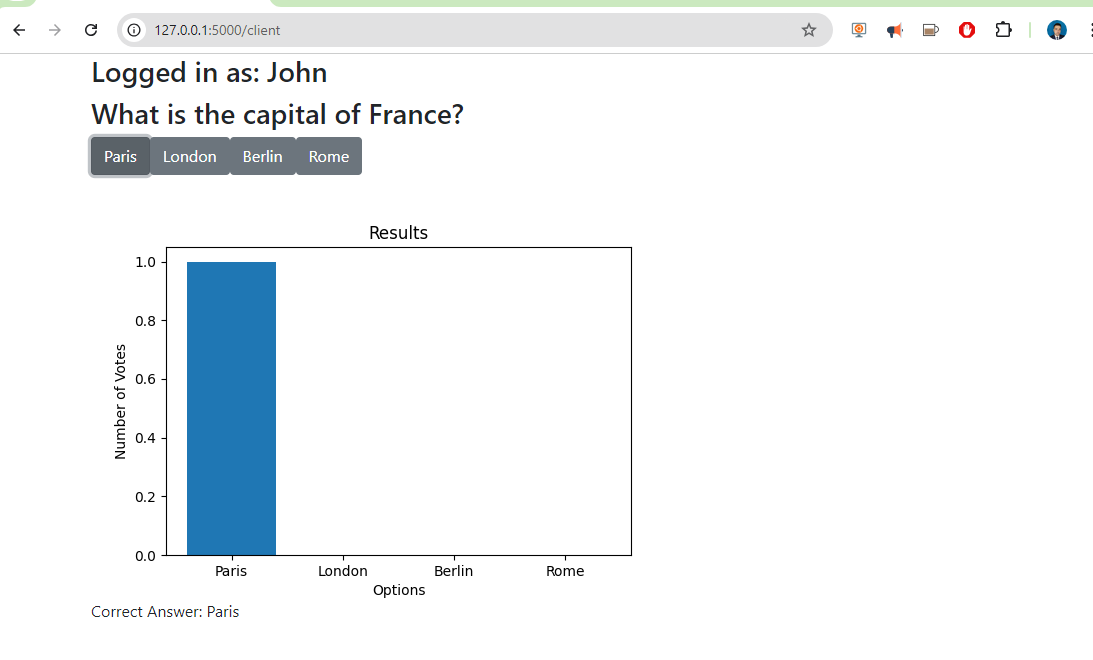 127.0.0.1:5000/client
Logged in as: John
What is the capital of France?
Paris London Berlin Rome
Results
1.0
0.8
0.6
0.4
0.2
0.0
Number of Votes
Paris London Berlin Rome
Options
Correct Answer: Paris